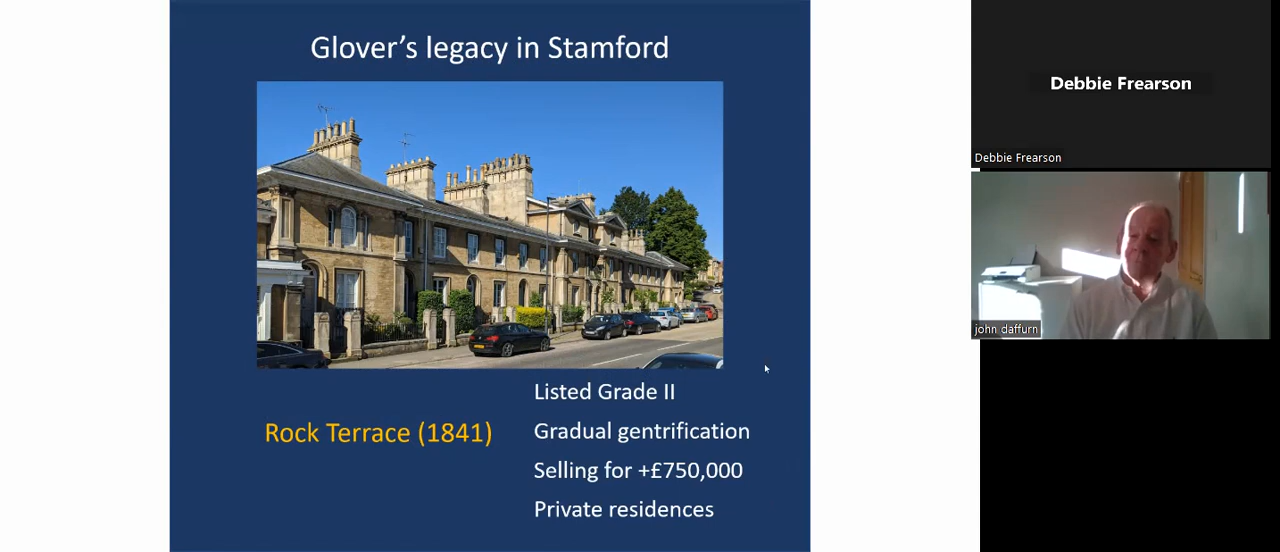 Glover's legacy in Stamford
Rock Terrace (1841)
Listed Grade II
Gradual gentrification
Selling for +£750,000
Private residences
Debbie Frearson
Debbie Frearson
john daffurn